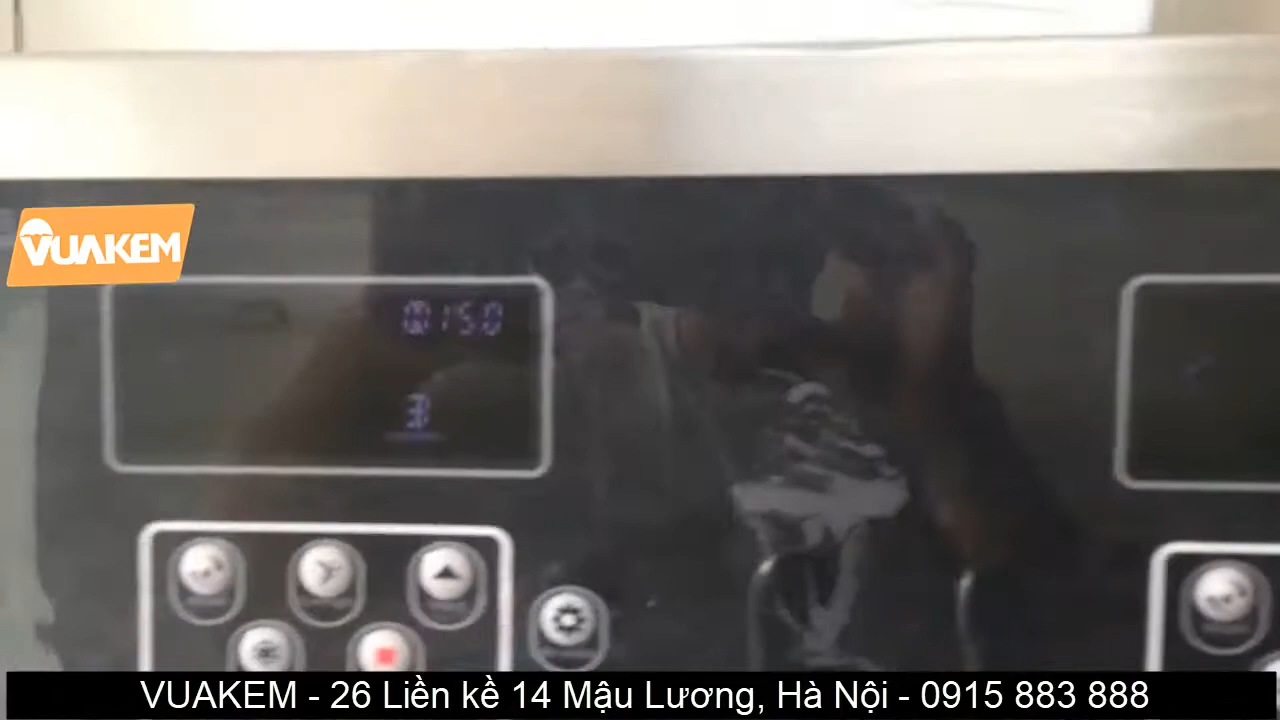 VUAKEM
0150
3
VUAKEM - 26 Liền kề 14 Mậu Lương, Hà Nội - 0915 883 888